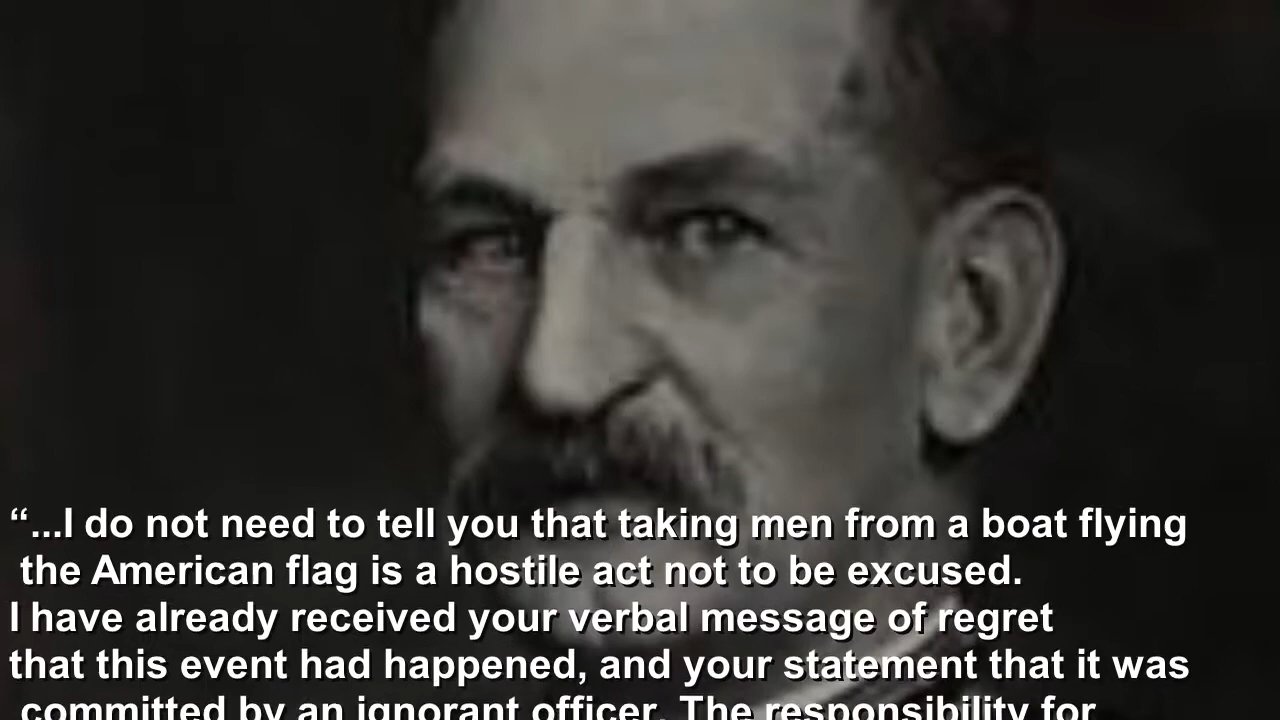 “...I do not need to tell you that taking men from a boat flying
the American flag is a hostile act not to be excused.
I have already received your verbal message of regret
that this event had happened, and your statement that it was
committed by an ignorant officer. The responsibility for